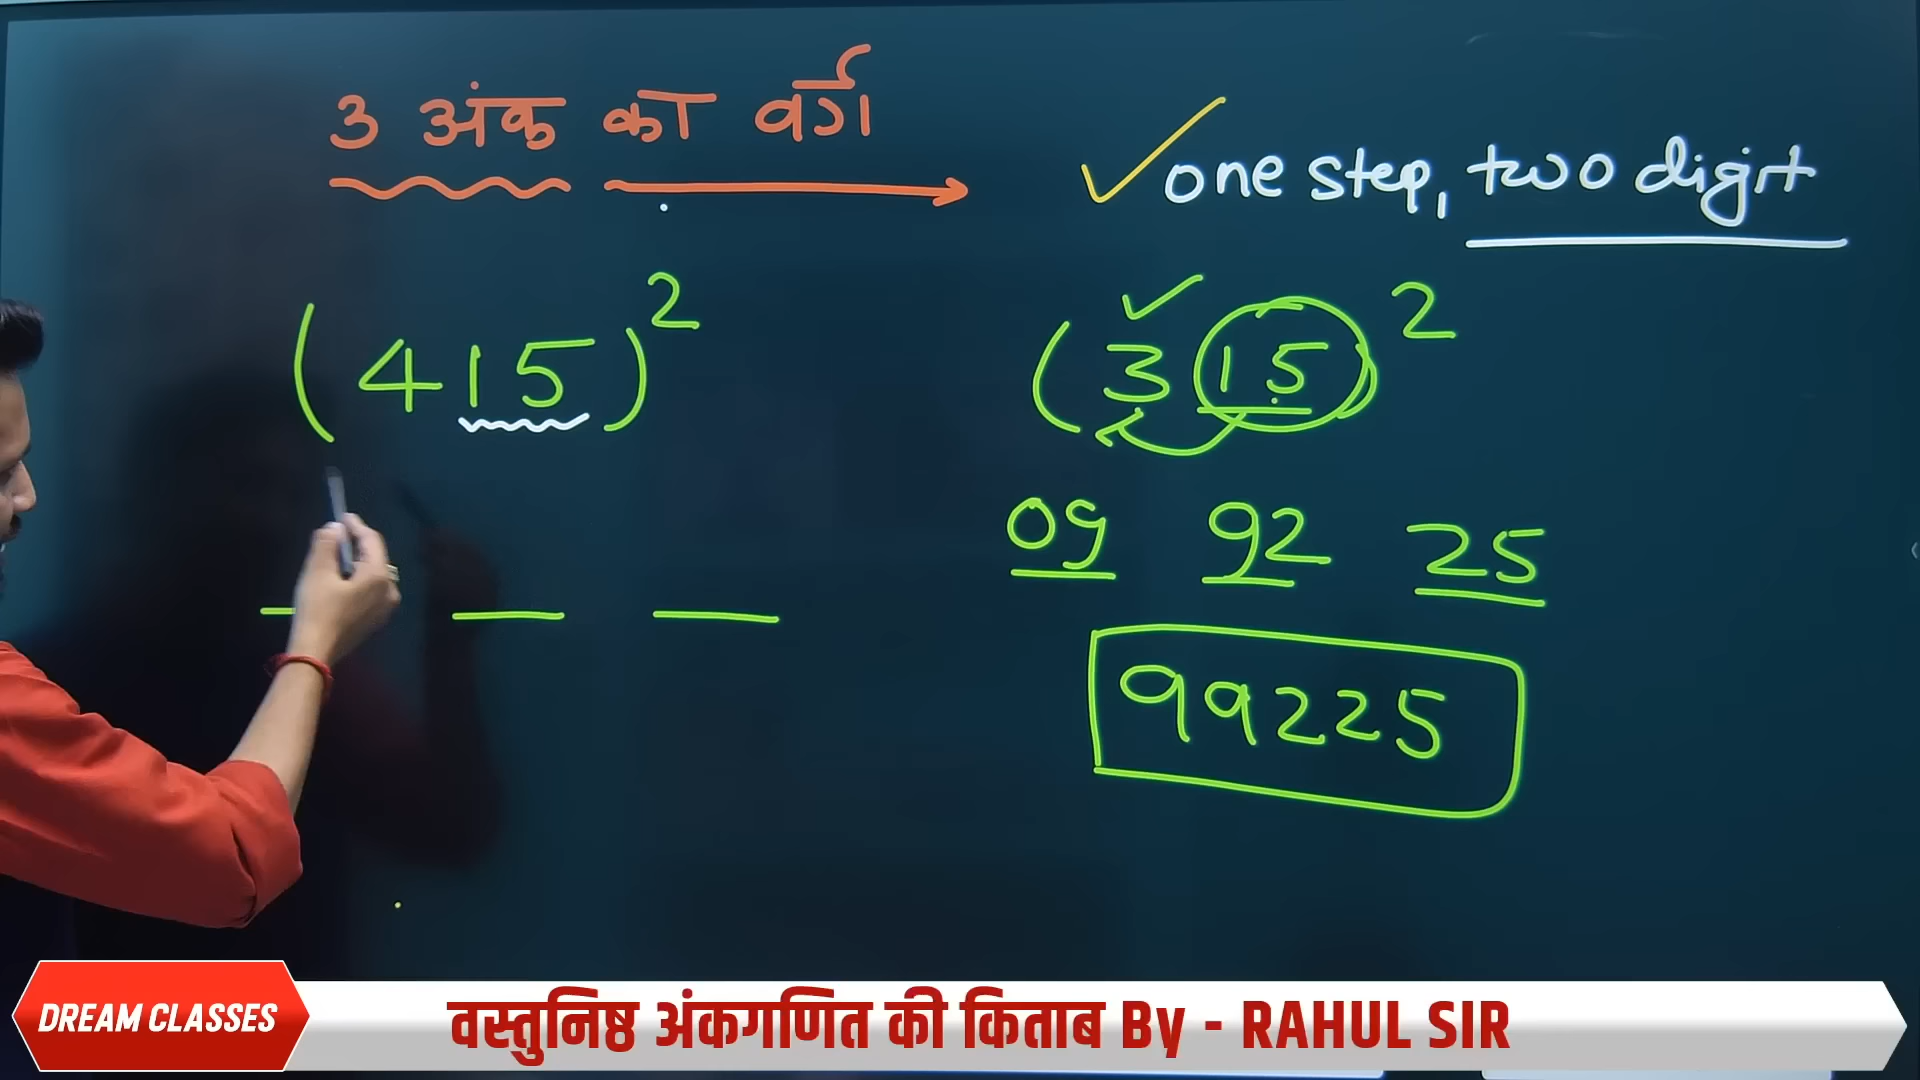 3 अंक का वर्ग
one step, two digit
(415)²
(315)²
09 92 25
99225
DREAM CLASSES
वस्तुनिष्ठ अंकगणित की किताब By - RAHUL SIR